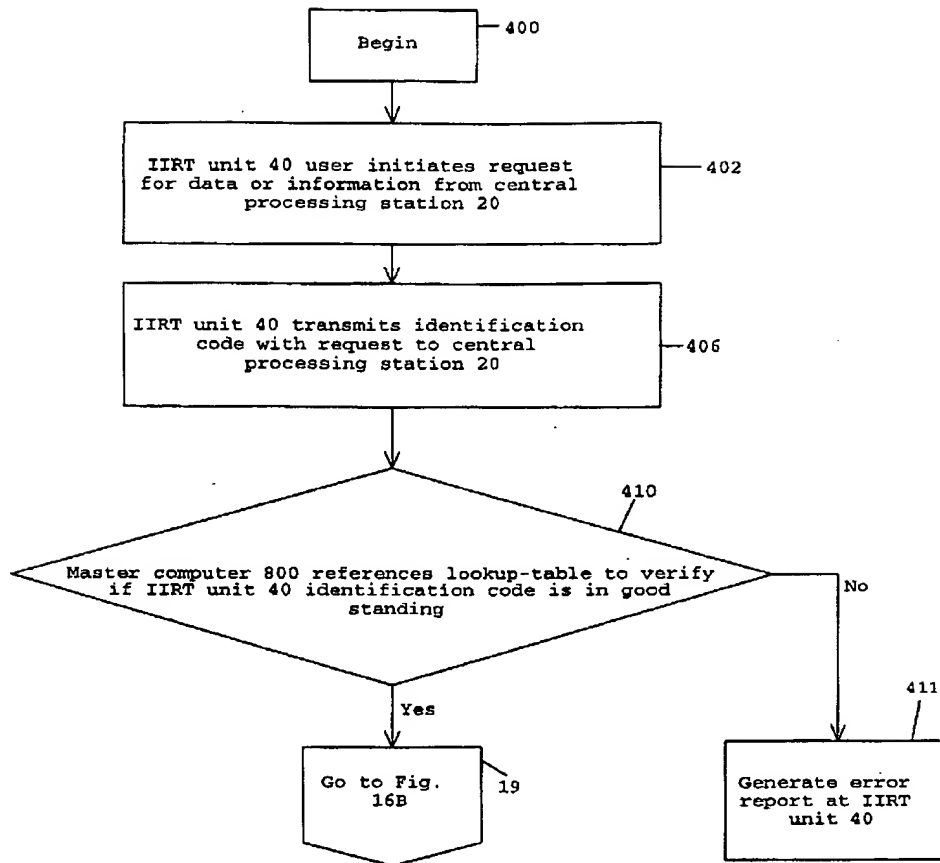 Begin
400
IIRT unit 40 user initiates request
for data or information from central
processing station 20
402
IIRT unit 40 transmits identification
code with request to central
processing station 20
406
410
Master computer 800 references lookup-table to verify
if IIRT unit 40 identification code is in good
standing
No
Yes
411
Go to Fig.
16B
19
Generate error
report at IIRT
unit 40